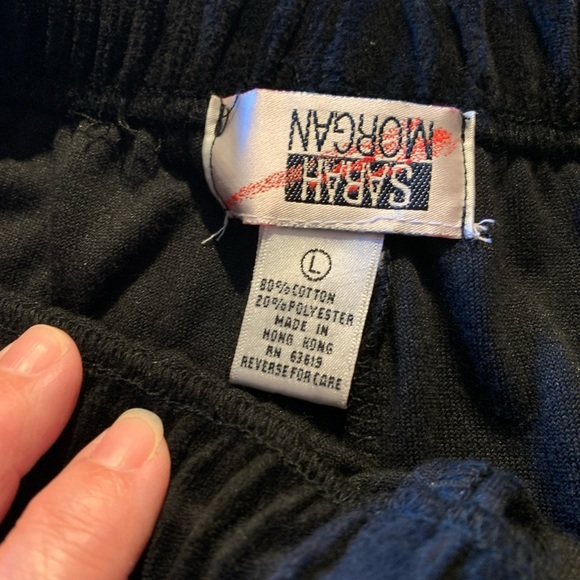 SARAH
MORGAN
L
80% COTTON
20% POLYESTER
MADE IN
HONG KONG
RN 63619
REVERSE FOR CARE